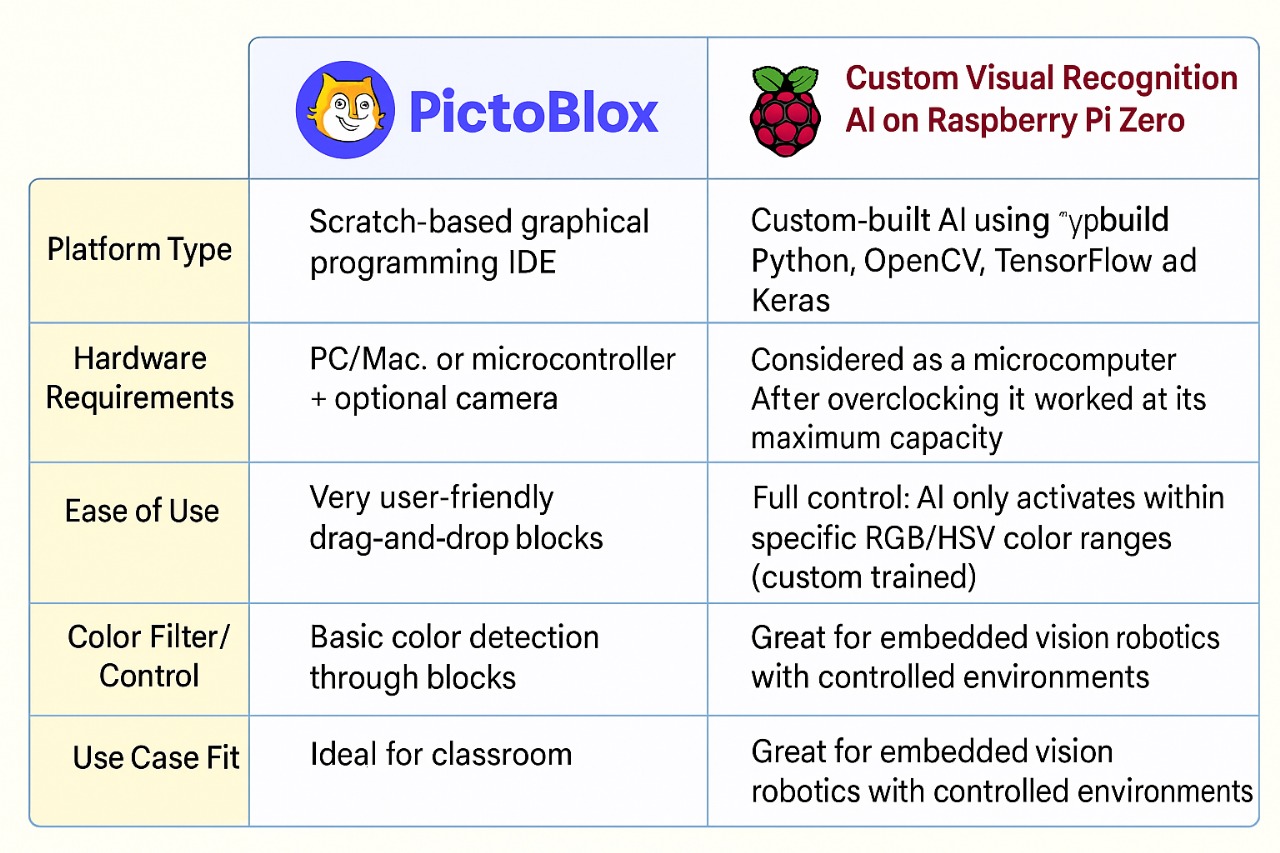 PictoBlox
Custom Visual Recognition
AI on Raspberry Pi Zero
Platform Type
Scratch-based graphical
programming IDE
Custom-built AI using "ypbuild
Python, OpenCV, TensorFlow ad
Keras
Hardware
Requirements
PC/Mac. or microcontroller
+ optional camera
Considered as a microcomputer
After overclocking it worked at its
maximum capacity
Ease of Use
Very user-friendly
drag-and-drop blocks
Full control: AI only activates within
specific RGB/HSV color ranges
(custom trained)
Color Filter/
Control
Basic color detection
through blocks
Great for embedded vision robotics
with controlled environments
Use Case Fit
Ideal for classroom
Great for embedded vision
robotics with controlled environments